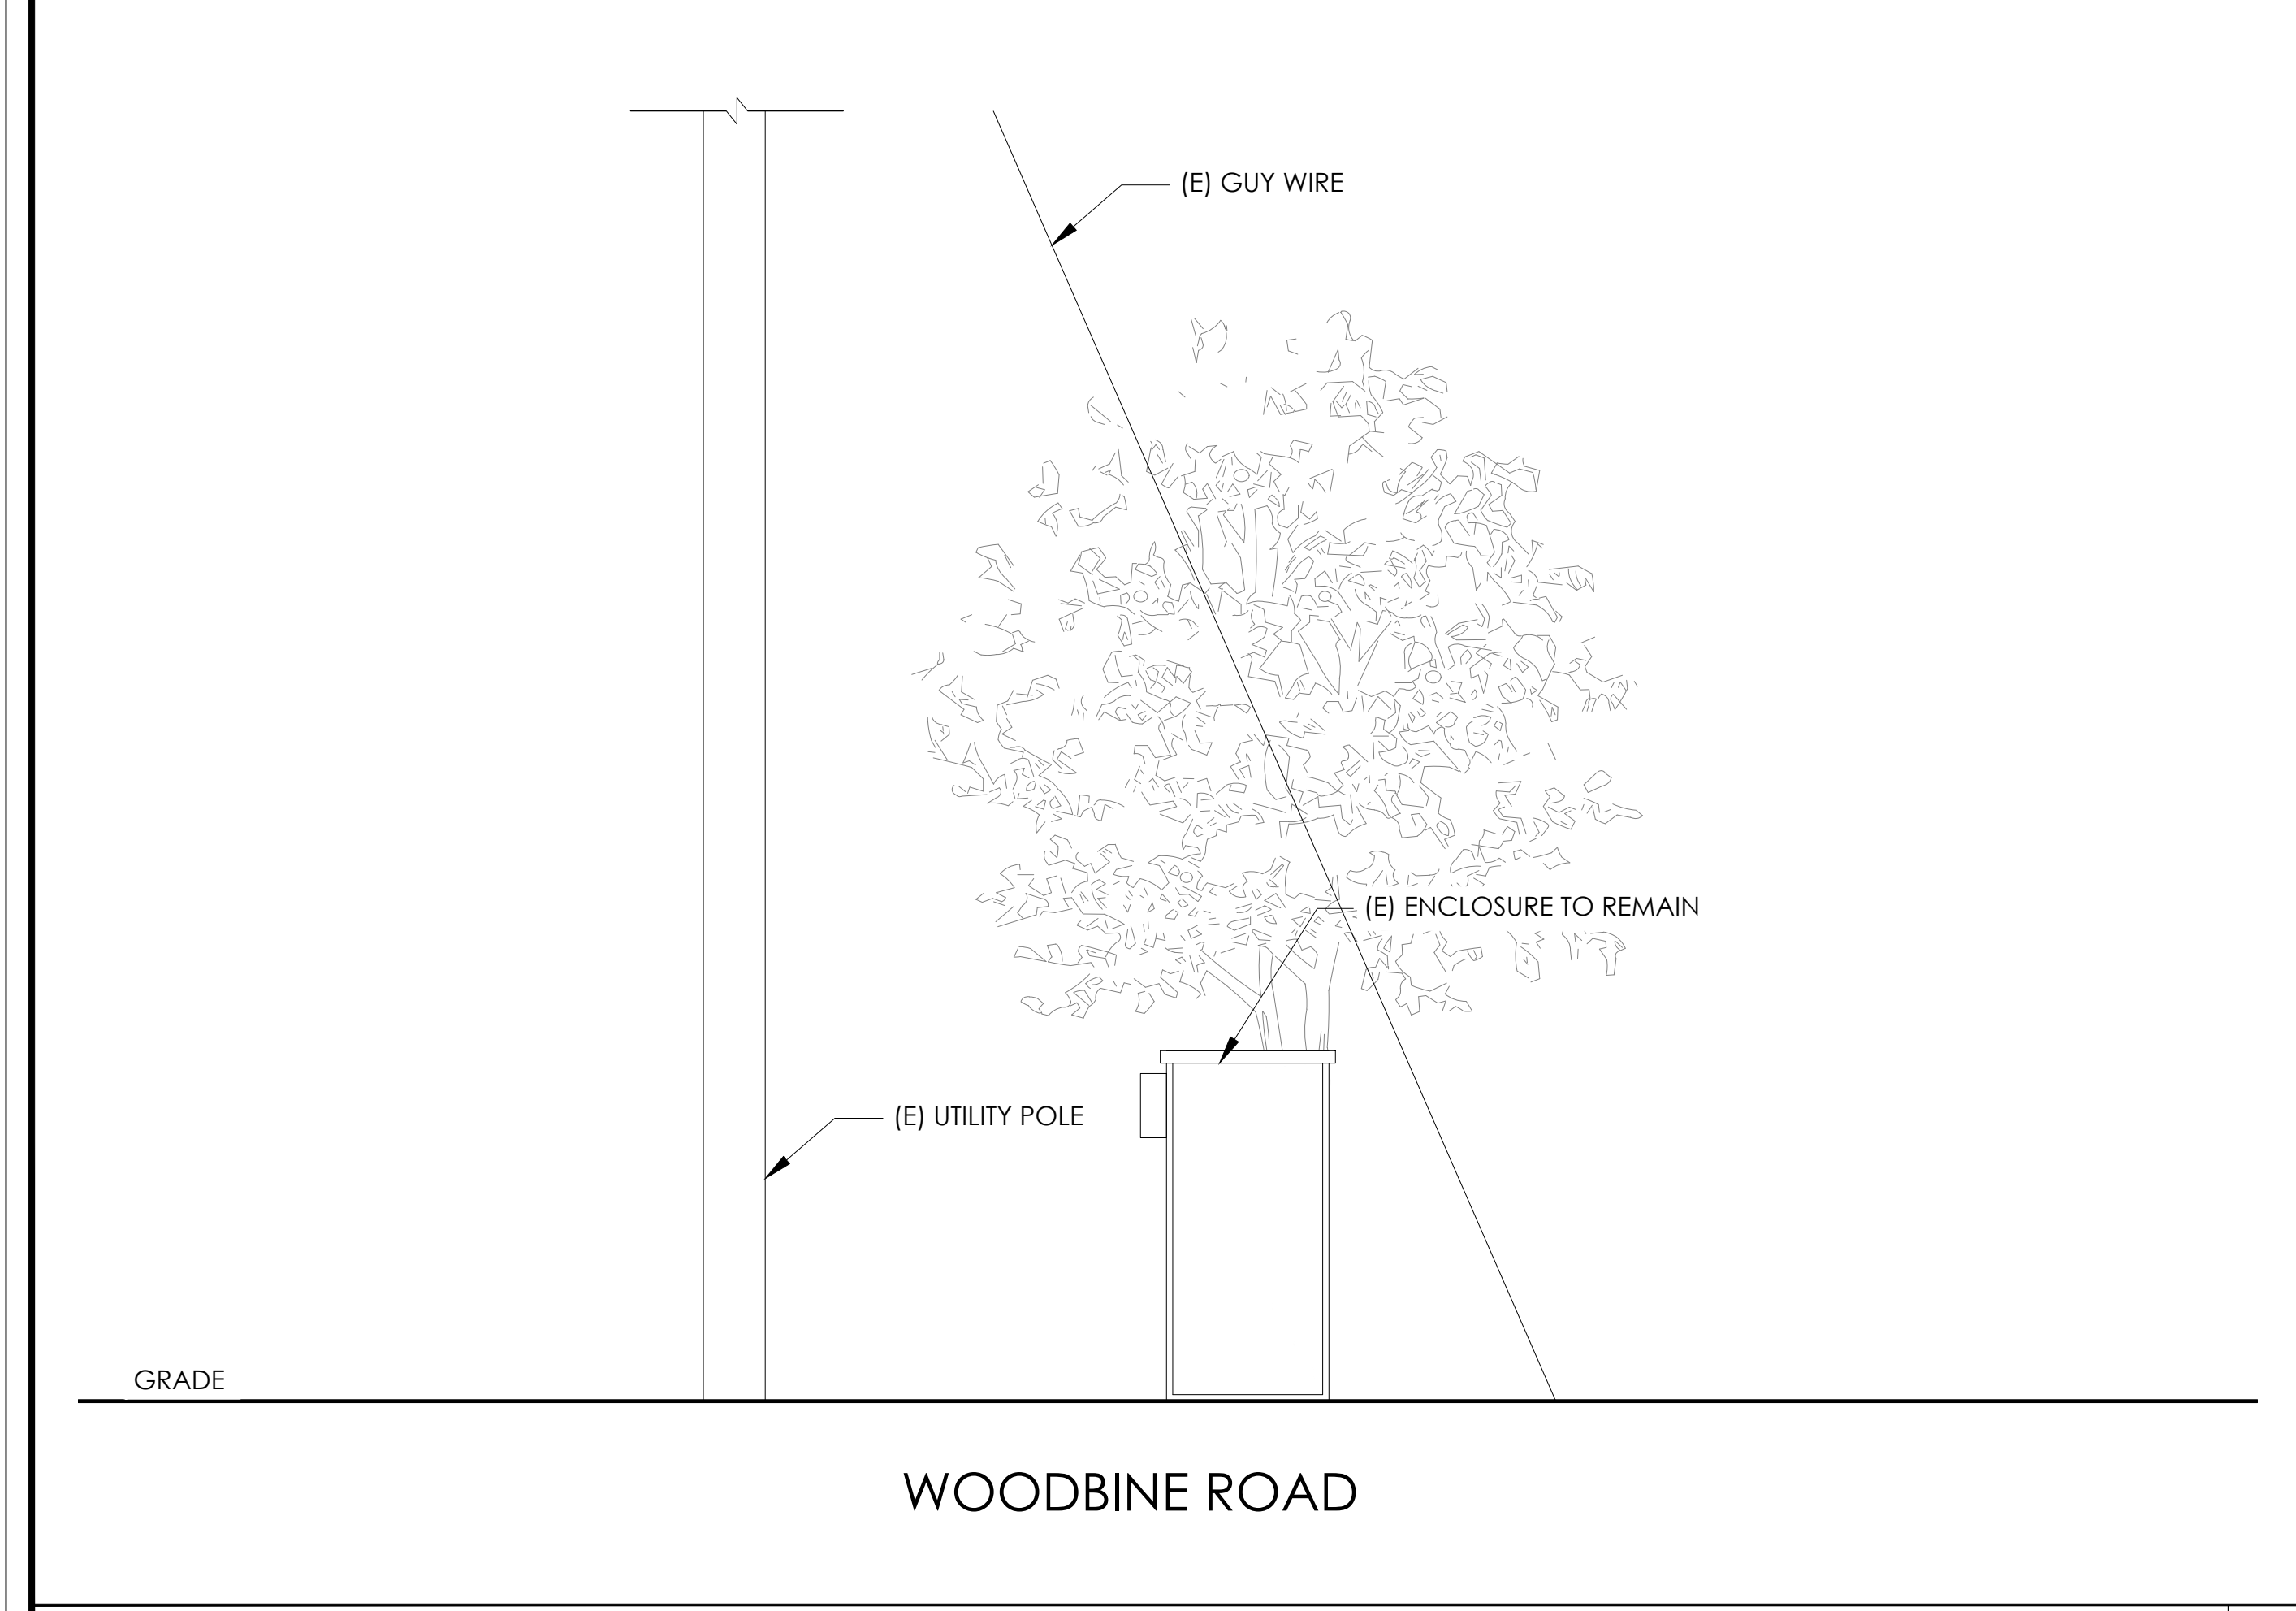 (E) GUY WIRE
(E) ENCLOSURE TO REMAIN
(E) UTILITY POLE
GRADE
WOODBINE ROAD